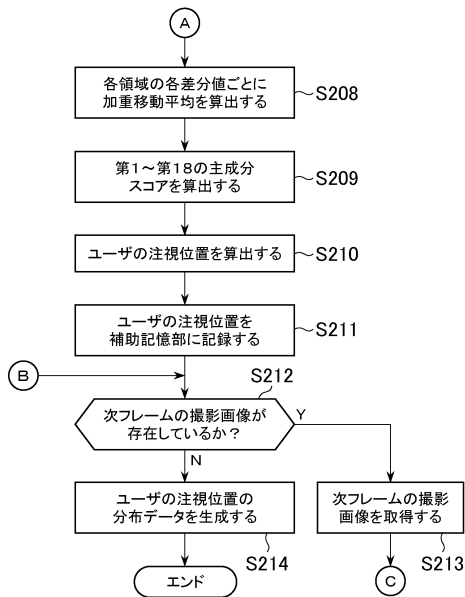 A
各領域の各差分値ごとに
加重移動平均を算出する
S208
第1～第18の主成分
スコアを算出する
S209
ユーザの注視位置を算出する
S210
ユーザの注視位置を
補助記憶部に記録する
S211
B
S212
次フレームの撮影画像が
存在しているか？
Y
N
ユーザの注視位置の
分布データを生成する
S214
次フレームの撮影
画像を取得する
S213
エンド
C